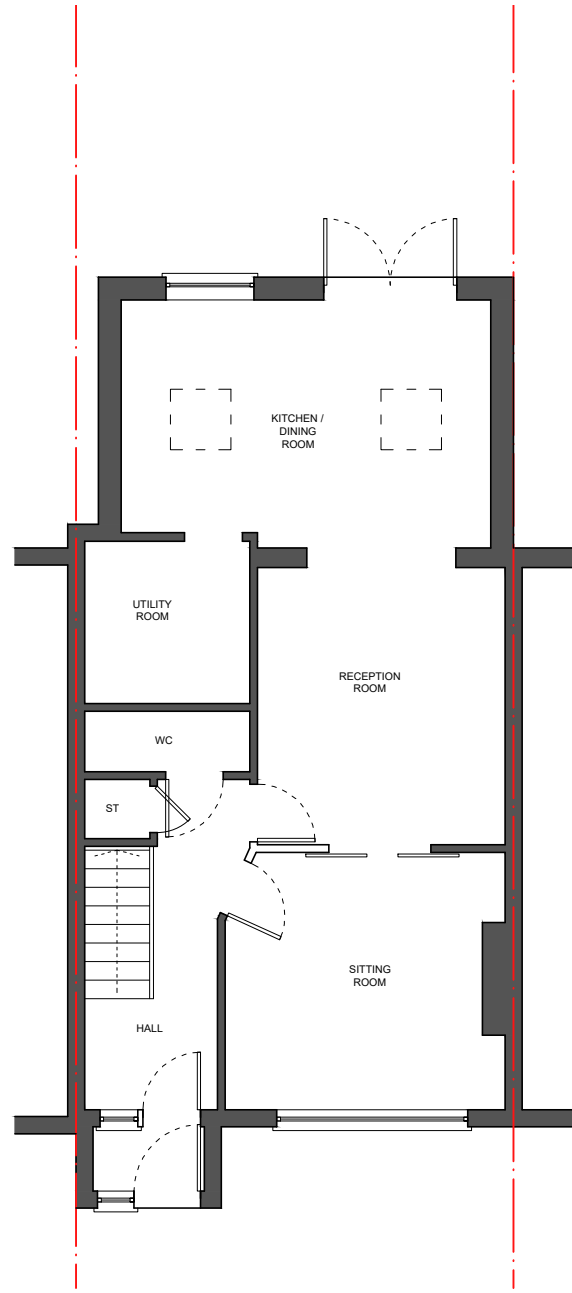 KITCHEN /
DINING
ROOM
UTILITY
ROOM
RECEPTION
ROOM
WC
ST
SITTING
ROOM
HALL